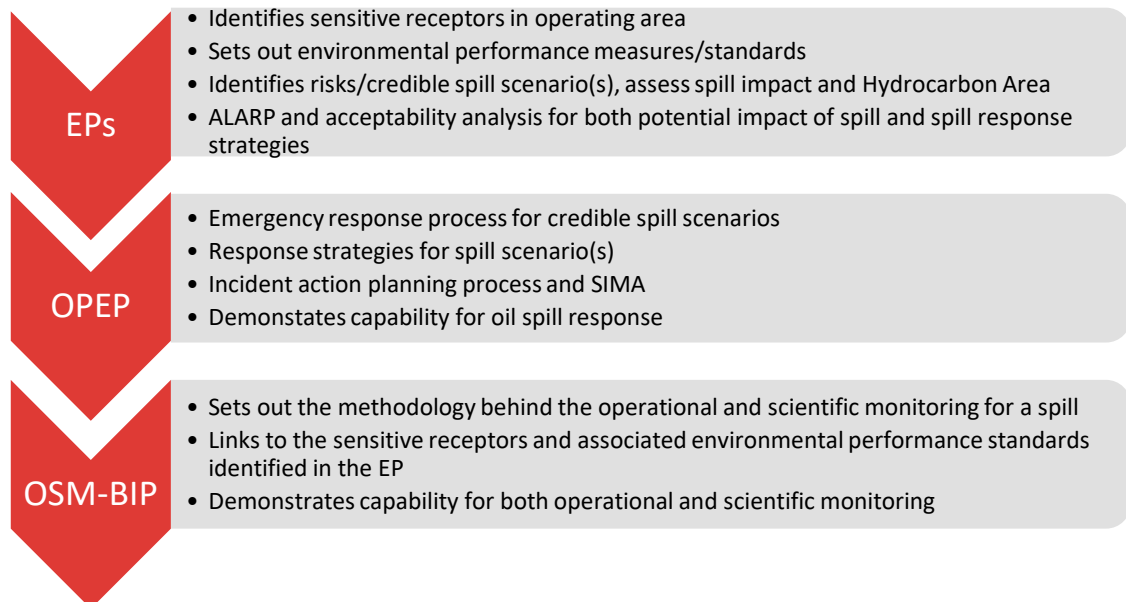 EPs
• Identifies sensitive receptors in operating area
• Sets out environmental performance measures/standards
• Identifies risks/credible spill scenario(s), assess spill impact and Hydrocarbon Area
• ALARP and acceptability analysis for both potential impact of spill and spill response
strategies
OPEP
• Emergency response process for credible spill scenarios
• Response strategies for spill scenario(s)
• Incident action planning process and SIMA
• Demonstates capability for oil spill response
OSM-BIP
• Sets out the methodology behind the operational and scientific monitoring for a spill
• Links to the sensitive receptors and associated environmental performance standards
identified in the EP
• Demonstrates capability for both operational and scientific monitoring